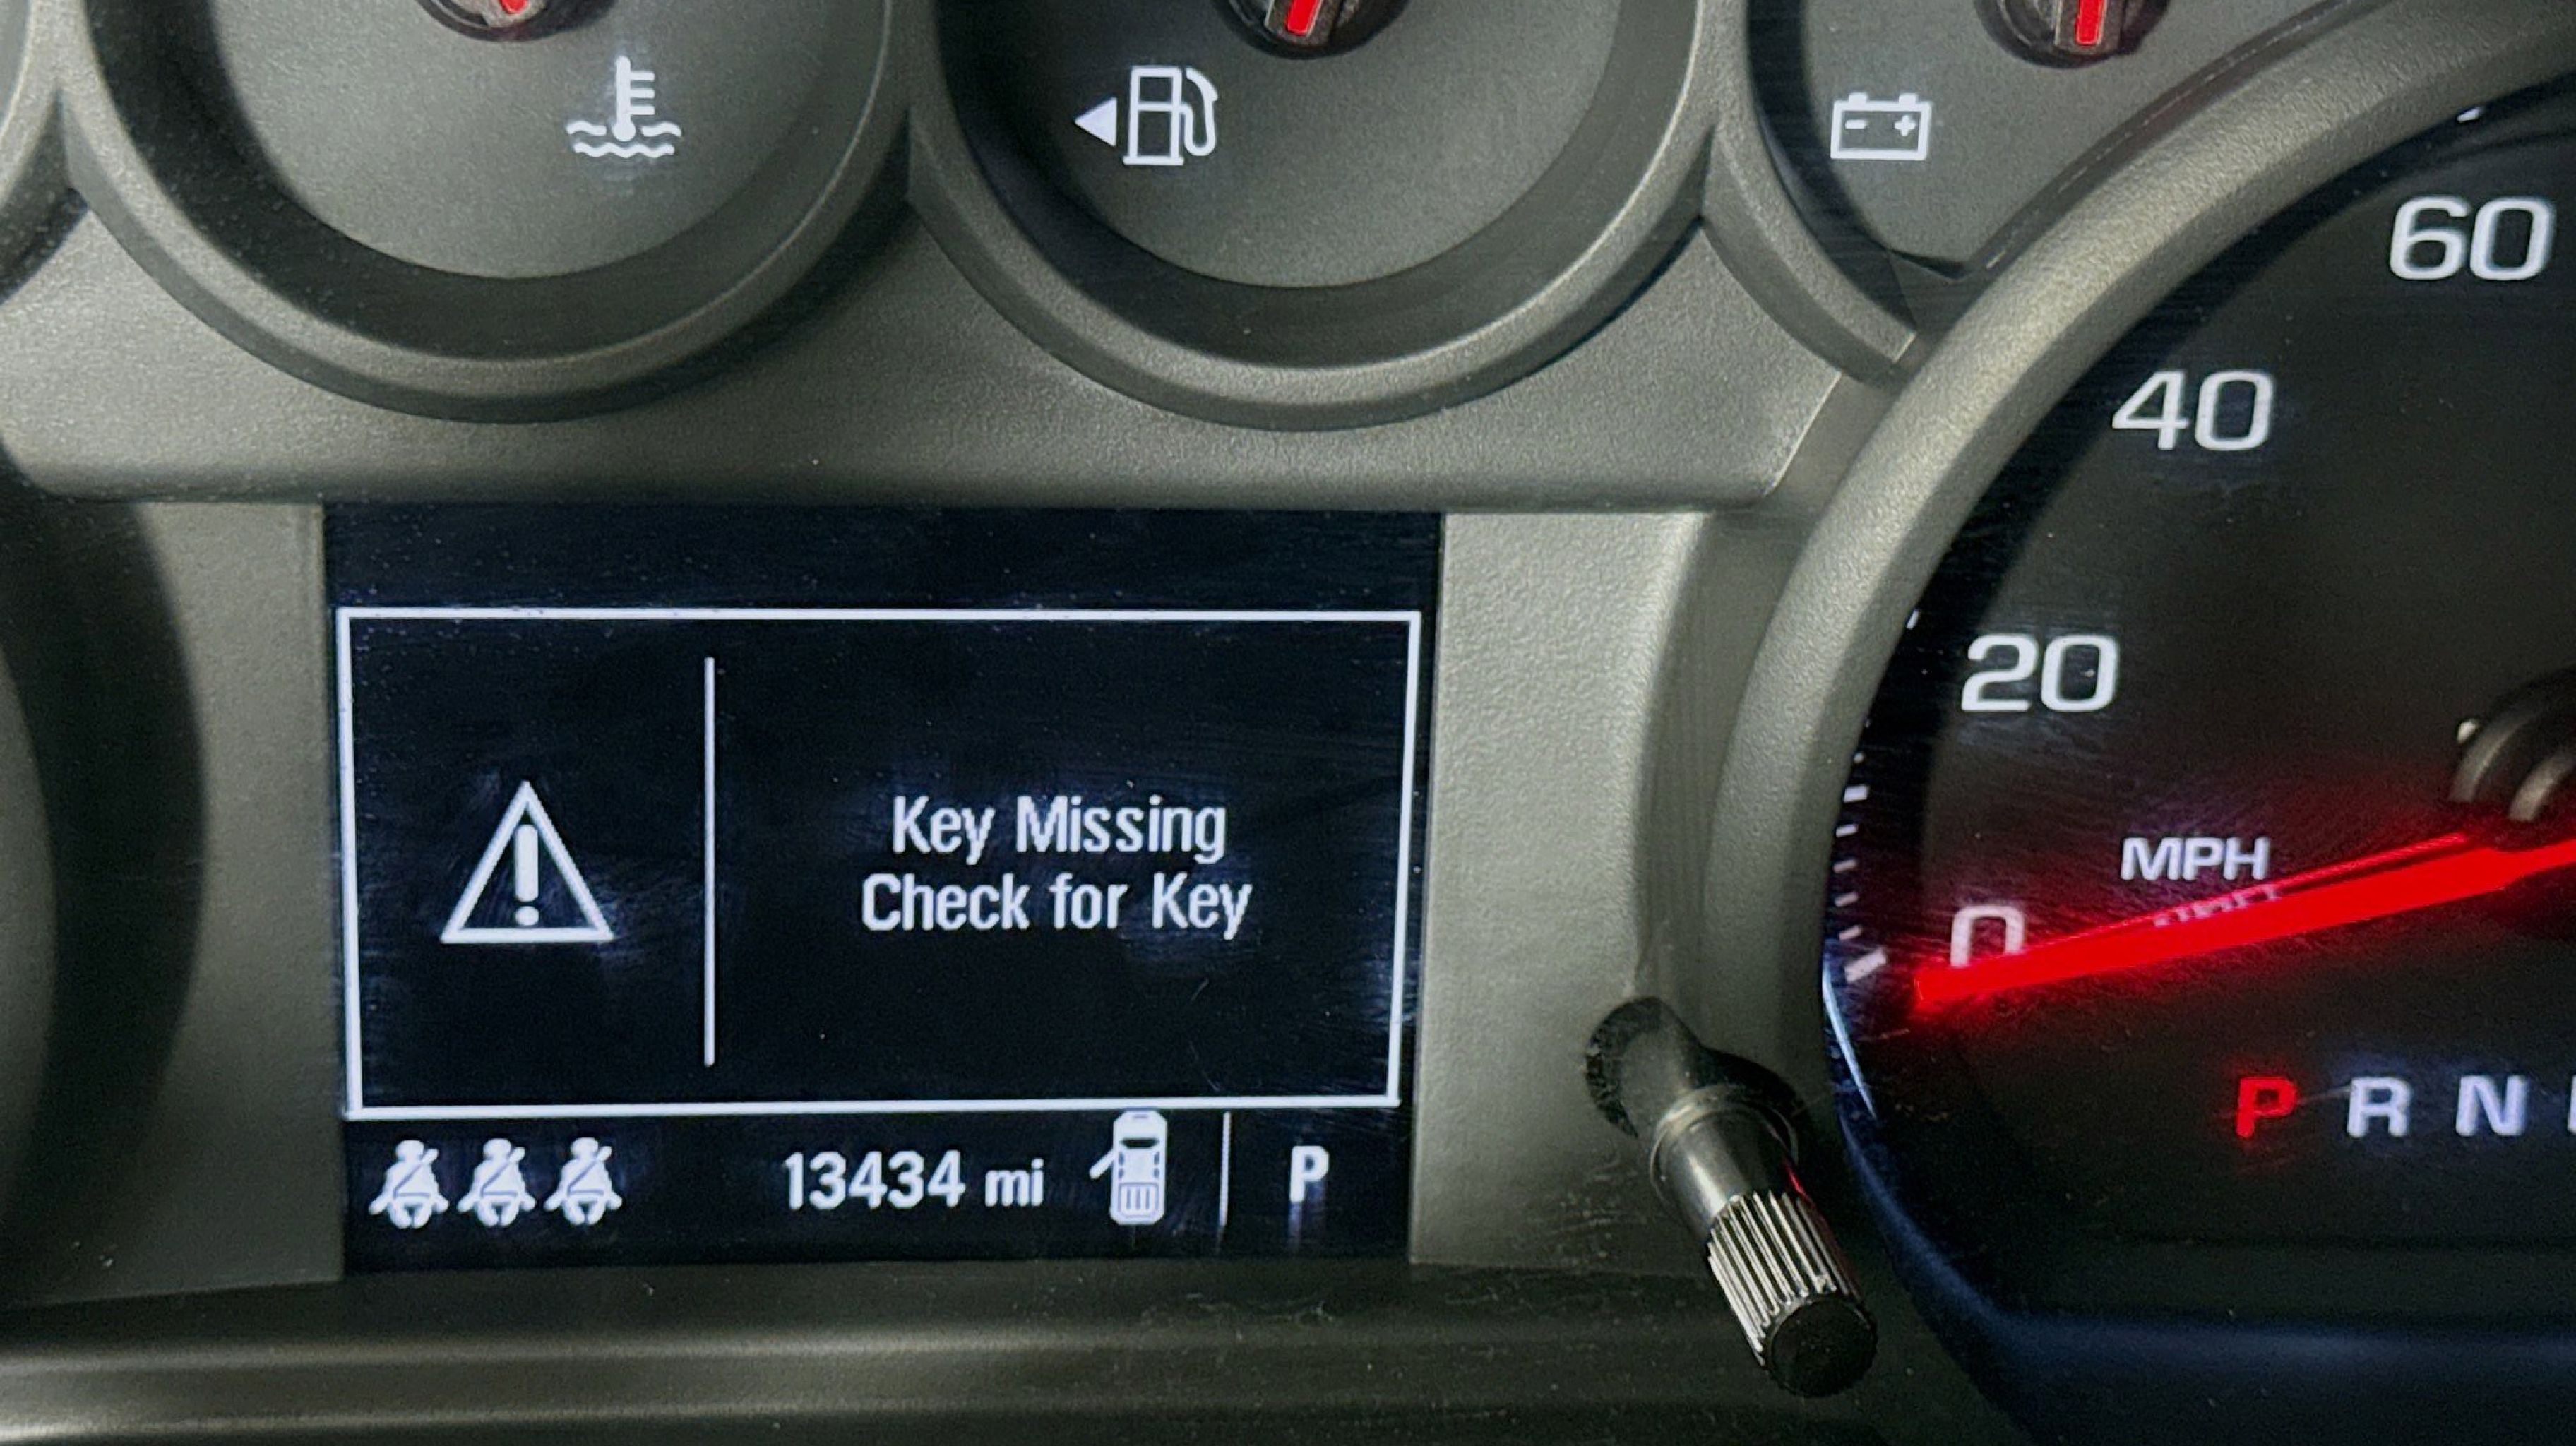 60
40
20
MPH
0
Key Missing
Check for Key
13434 mi
P
P R N